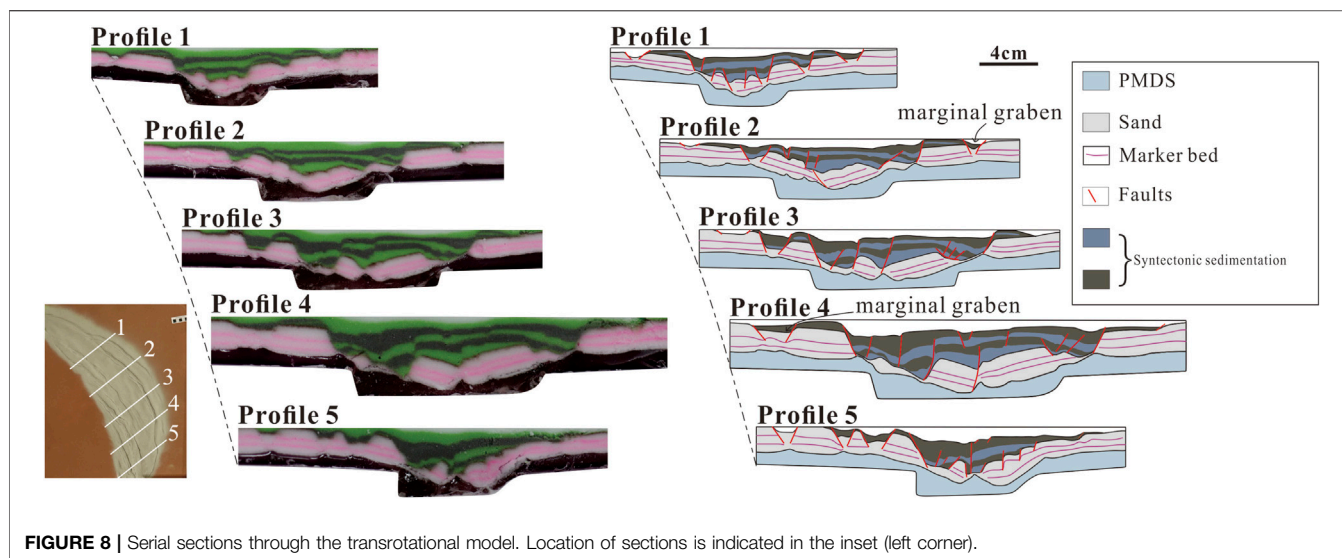 Profile 1
Profile 2
Profile 3
Profile 4
Profile 5
1
2
3
4
5
Profile 1
4cm
marginal graben
Profile 2
Profile 3
marginal graben
Profile 4
Profile 5
PMDS
Sand
Marker bed
Faults
Syntectonic sedimentation
FIGURE 8 | Serial sections through the transrotational model. Location of sections is indicated in the inset (left corner).